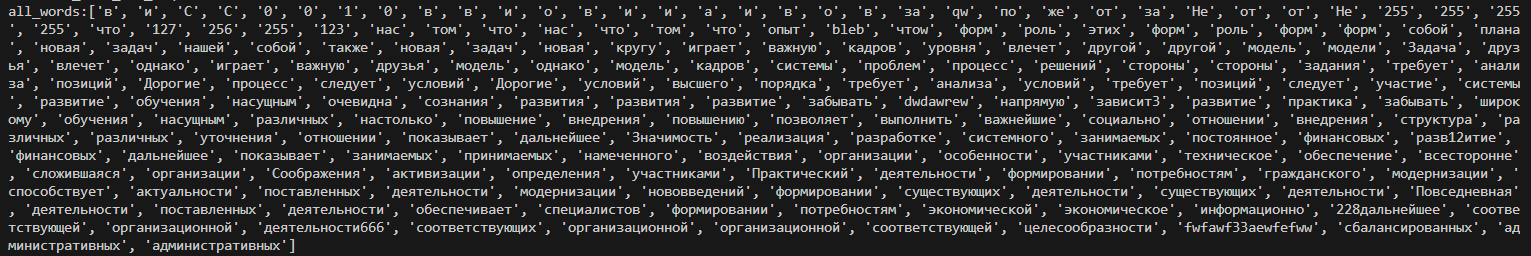 all_words:['в', 'и', 'С', 'С', '0', '0', '1', '0', 'в', 'в', 'и', 'о', 'в', 'и', 'и', 'а', 'и', 'в', 'о', 'в', 'за', 'qw', 'по', 'же', 'от', 'за', 'Не', 'от', 'от', 'Не', '255', '255', '255
', '255', 'что', '127', '256', '255', '123', 'нас', 'том', 'что', 'нас', 'что', 'том', 'что', 'опыт', 'bleb', 'чтоw', 'форм', 'роль', 'этих', 'форм', 'роль', 'форм', 'форм', 'собой', 'плана
', 'новая', 'задач', 'нашей', 'собой', 'также', 'новая', 'задач', 'новая', 'кругу', 'играет', 'важную', 'кадров', 'уровня', 'влечет', 'другой', 'другой', 'модель', 'модели', 'Задача', 'друз
ья', 'влечет', 'однако', 'играет', 'важную', 'друзья', 'модель', 'однако', 'модель', 'кадров', 'системы', 'проблем', 'процесс', 'решений', 'стороны', 'стороны', 'задания', 'требует', 'анали
за', 'позиций', 'Дорогие', 'процесс', 'следует', 'условий', 'Дорогие', 'условий', 'высшего', 'порядка', 'требует', 'анализа', 'условий', 'требует', 'позиций', 'следует', 'участие', 'системы
', 'развитие', 'обучения', 'насущным', 'очевидна', 'сознания', 'развития', 'развития', 'развитие', 'забывать', 'dwdawrew', 'напрямую', 'зависит3', 'развитие', 'практика', 'забывать', 'широк
ому', 'обучения', 'насущным', 'различных', 'настолько', 'повышение', 'внедрения', 'повышению', 'позволяет', 'выполнить', 'важнейшие', 'социально', 'отношении', 'внедрения', 'структура', 'ра
зличных', 'различных', 'уточнения', 'отношении', 'показывает', 'дальнейшее', 'Значимость', 'реализация', 'разработке', 'системного', 'занимаемых', 'постоянное', 'финансовых', 'разв12итие',
'финансовых', 'дальнейшее', 'показывает', 'занимаемых', 'принимаемых', 'намеченного', 'воздействия', 'организации', 'особенности', 'участниками', 'техническое', 'обеспечение', 'всесторонне'
, 'сложившаяся', 'организации', 'Соображения', 'активизации', 'определения', 'участниками', 'Практический', 'деятельности', 'формировании', 'потребностям', 'гражданского', 'модернизации', '
способствует', 'актуальности', 'поставленных', 'деятельности', 'модернизации', 'нововведений', 'формировании', 'существующих', 'деятельности', 'существующих', 'деятельности', 'Повседневная'
, 'деятельности', 'поставленных', 'деятельности', 'обеспечивает', 'специалистов', 'формировании', 'потребностям', 'экономической', 'экономическое', 'информационно', '228дальнейшее', 'соотве
тствующей', 'организационной', 'деятельности666', 'соответствующих', 'организационной', 'организационной', 'соответствующей', 'целесообразности', 'fwfawf33aewfefww', 'сбалансированных', 'ад
министративных', 'административных']